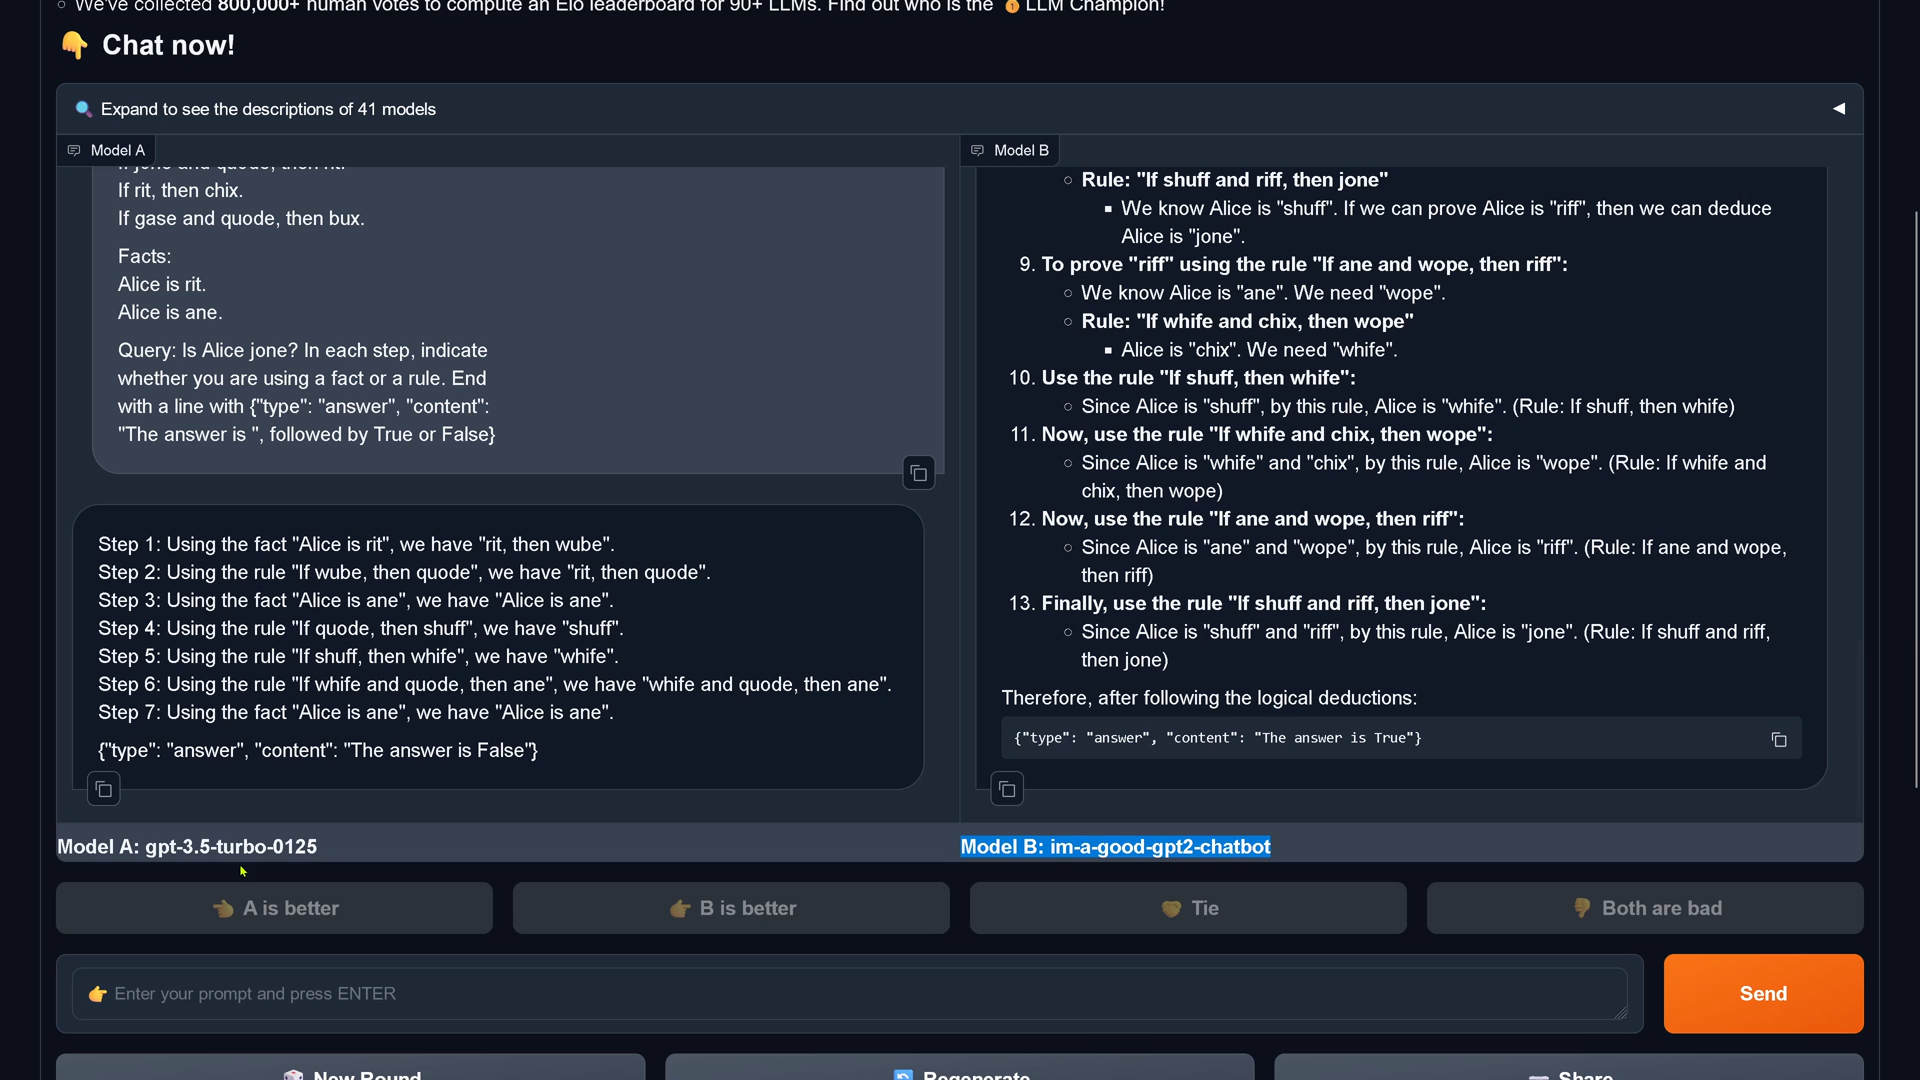 We've collected 800,000+ human votes to compute an Elo leaderboard for 90+ LLMs. Find out who is the LLM Champion!
Chat now!
Expand to see the descriptions of 41 models
Model A
If jone and quode, then rit.
If rit, then chix.
If gase and quode, then bux.
Facts:
Alice is rit.
Alice is ane.
Query: Is Alice jone? In each step, indicate
whether you are using a fact or a rule. End
with a line with {"type": "answer", "content":
"The answer is ", followed by True or False}
Step 1: Using the fact "Alice is rit", we have "rit, then wube".
Step 2: Using the rule "If wube, then quode", we have "rit, then quode".
Step 3: Using the fact "Alice is ane", we have "Alice is ane".
Step 4: Using the rule "If quode, then shuff", we have "shuff".
Step 5: Using the rule "If shuff, then whife", we have "whife".
Step 6: Using the rule "If whife and quode, then ane", we have "whife and quode, then ane".
Step 7: Using the fact "Alice is ane", we have "Alice is ane".
{"type": "answer", "content": "The answer is False"}
Model B
Rule: "If shuff and riff, then jone"
We know Alice is "shuff". If we can prove Alice is "riff", then we can deduce
Alice is "jone".
9. To prove "riff" using the rule "If ane and wope, then riff":
We know Alice is "ane". We need "wope".
Rule: "If whife and chix, then wope"
Alice is "chix". We need "whife".
10. Use the rule "If shuff, then whife":
Since Alice is "shuff", by this rule, Alice is "whife". (Rule: If shuff, then whife)
11. Now, use the rule "If whife and chix, then wope":
Since Alice is "whife" and "chix", by this rule, Alice is "wope". (Rule: If whife and
chix, then wope)
12. Now, use the rule "If ane and wope, then riff":
Since Alice is "ane" and "wope", by this rule, Alice is "riff". (Rule: If ane and wope,
then riff)
13. Finally, use the rule "If shuff and riff, then jone":
Since Alice is "shuff" and "riff", by this rule, Alice is "jone". (Rule: If shuff and riff,
then jone)
Therefore, after following the logical deductions:
{"type": "answer", "content": "The answer is True"}
Model A: gpt-3.5-turbo-0125
Model B: im-a-good-gpt2-chatbot
A is better
B is better
Tie
Both are bad
Enter your prompt and press ENTER
Send
New Round
Regenerate
Share